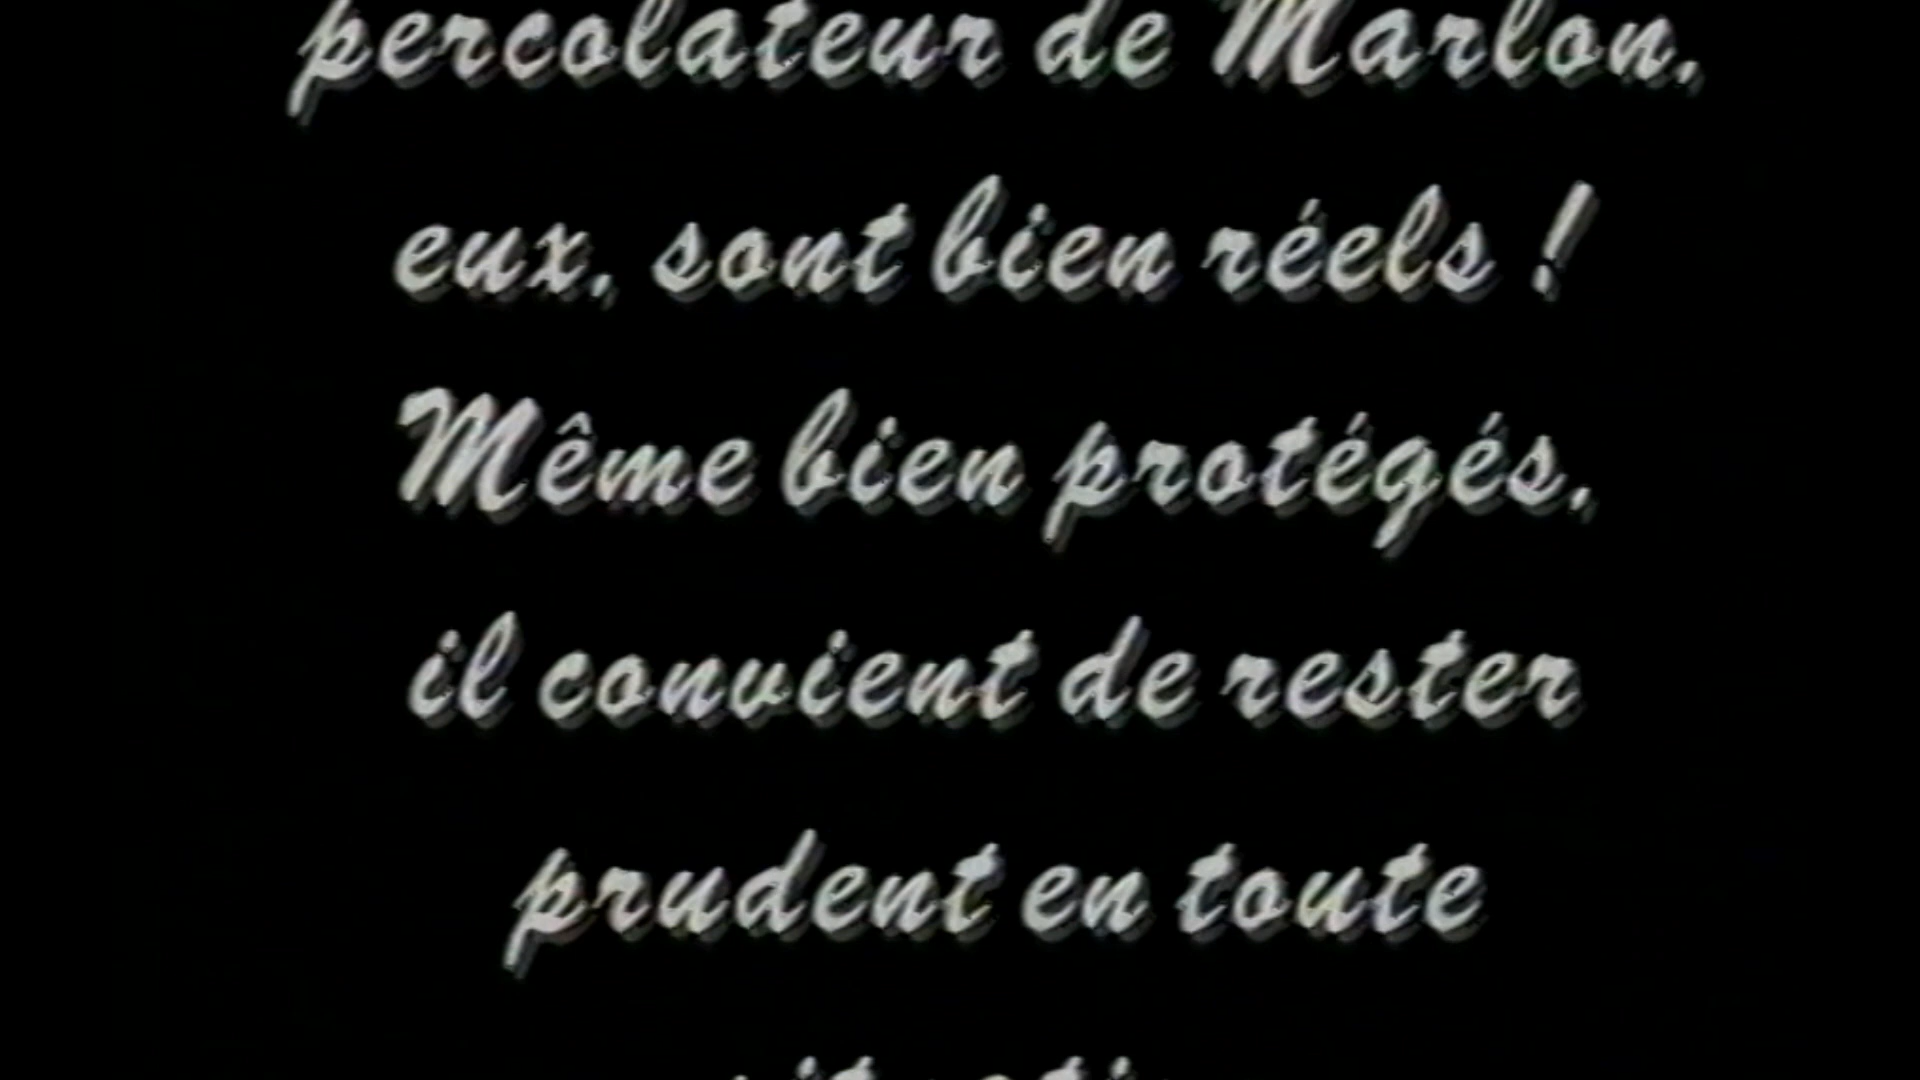 percolateur de Marlon,
eux, sont bien réels !
Même bien protégés,
il convient de rester
prudent en toute